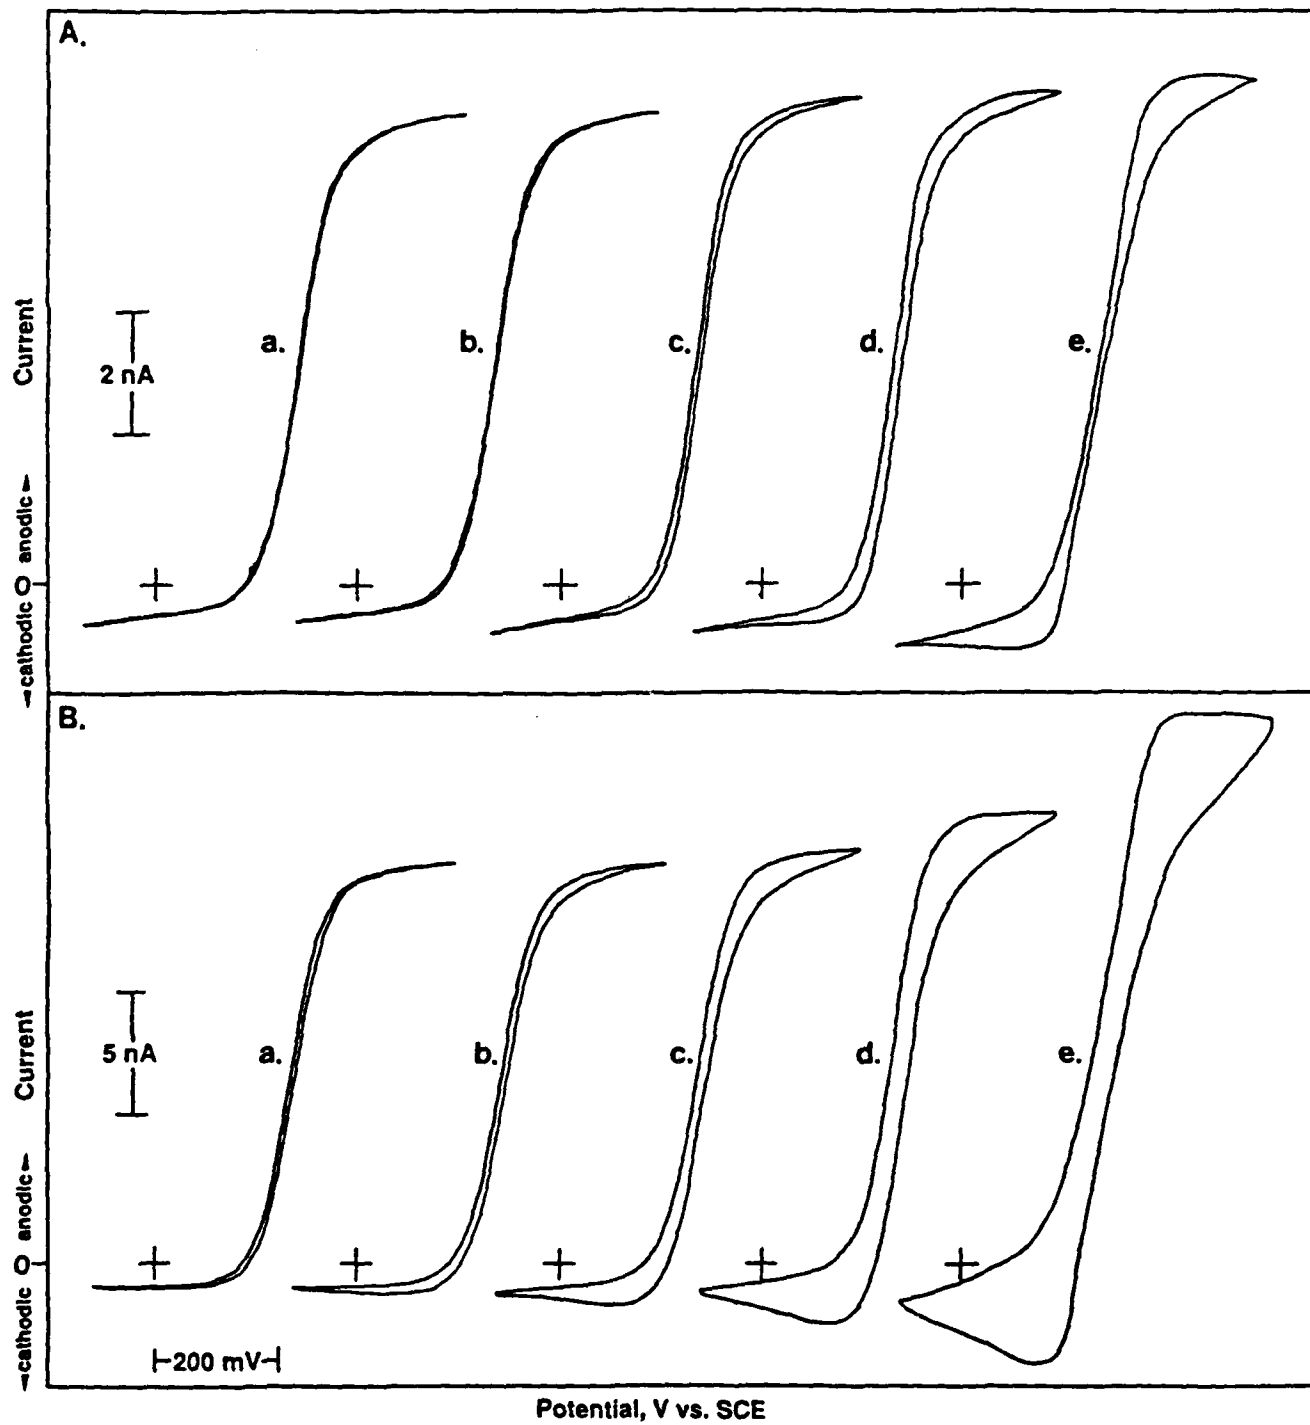 A.
a.
b.
c.
d.
e.
2 nA
Current
◄cathodic O anodic►
B.
a.
b.
c.
d.
e.
5 nA
Current
◄cathodic O anodic►
200 mV
Potential, V vs. SCE